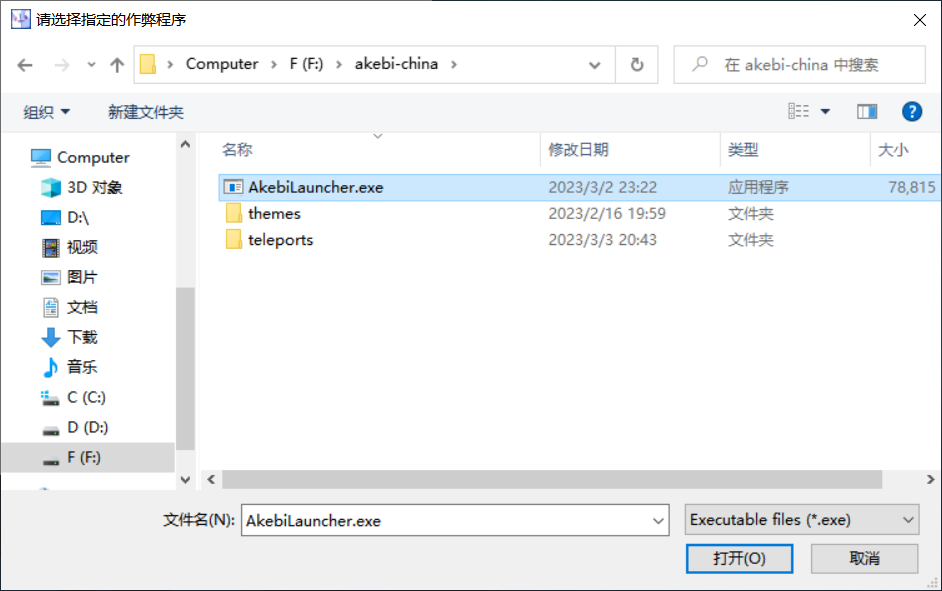 请选择指定的作弊程序
Computer F (F:) akebi-china 在 akebi-china 中搜索
组织 新建文件夹
名称 修改日期 类型 大小
Computer
3D 对象
D:\
视频
图片
文档
下载
音乐
C (C:)
D (D:)
F (F:)
AkebiLauncher.exe 2023/3/2 23:22 应用程序 78,815
themes 2023/2/16 19:59 文件夹
teleports 2023/3/3 20:43 文件夹
文件名(N): AkebiLauncher.exe Executable files (*.exe)
打开(O) 取消